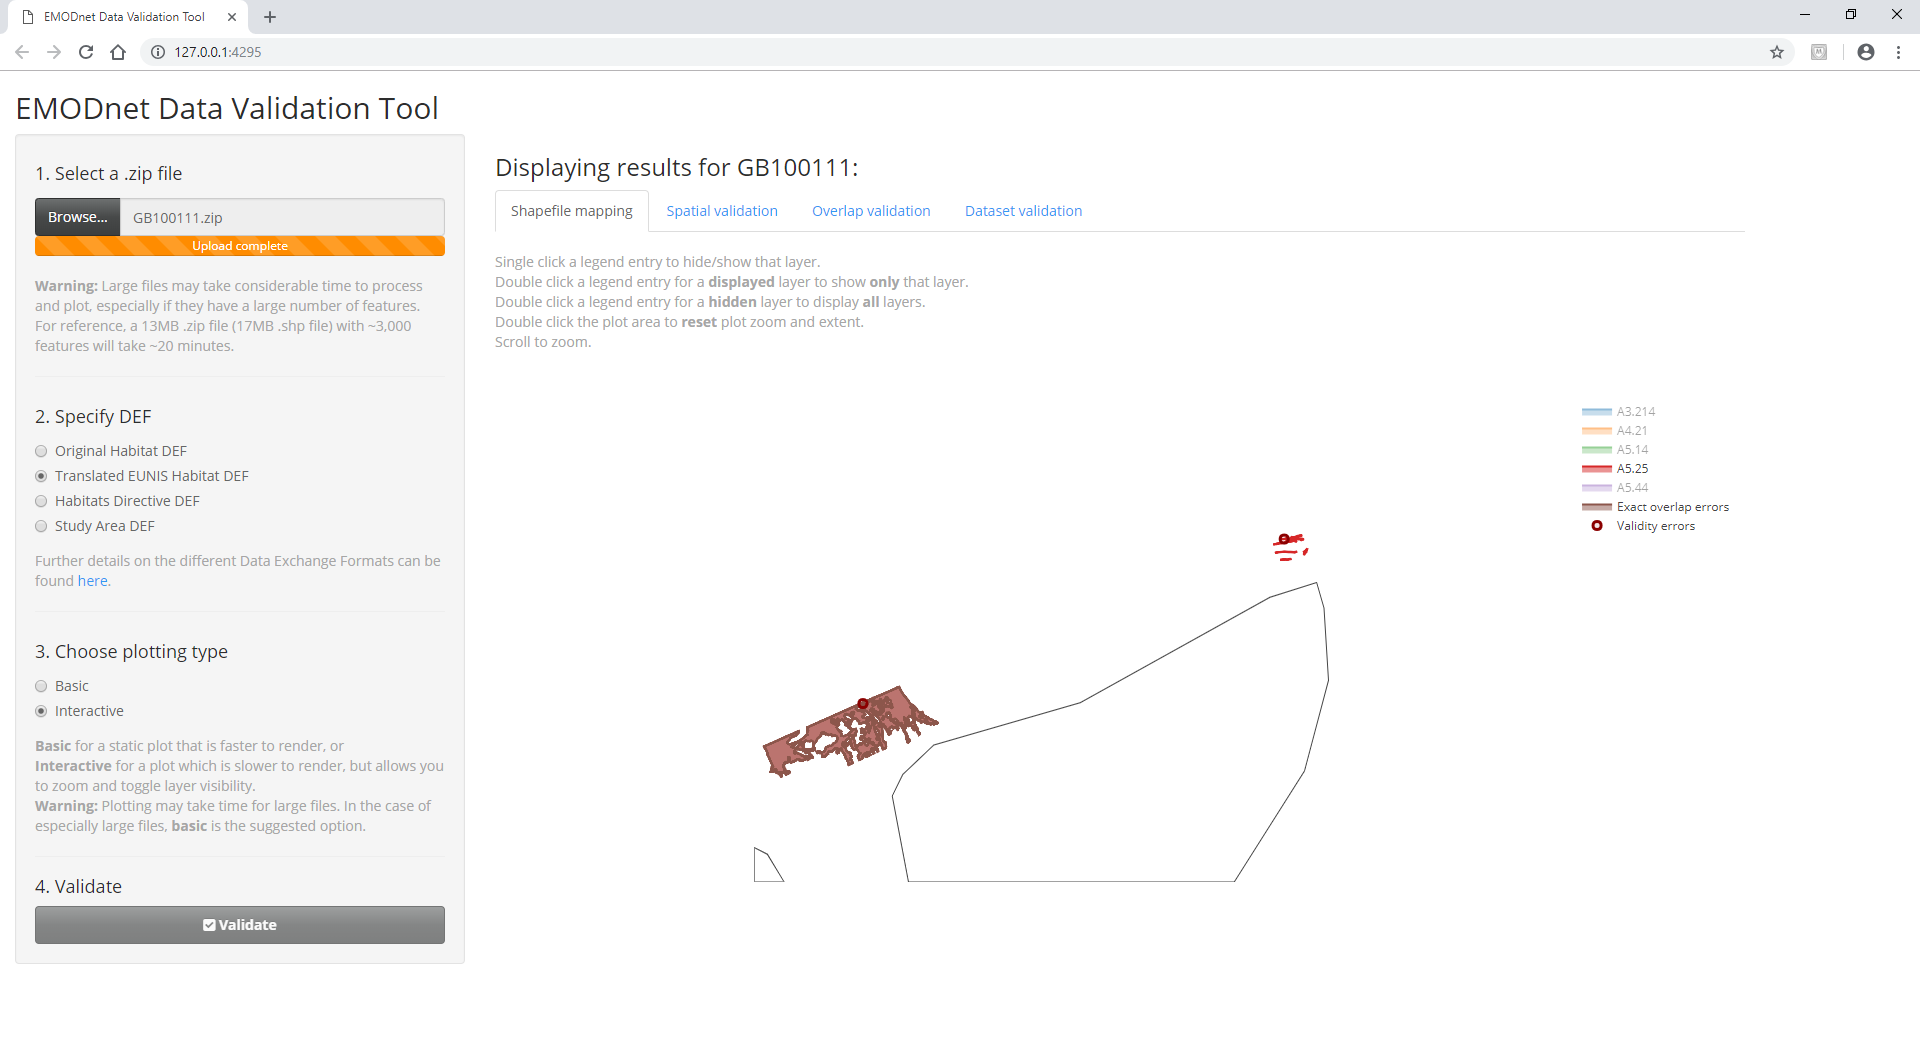 EMODnet Data Validation Tool
127.0.0.1:4295
EMODnet Data Validation Tool
1. Select a .zip file
Browse...
GB100111.zip
Upload complete
Warning: Large files may take considerable time to process
and plot, especially if they have a large number of features.
For reference, a 13MB .zip file (17MB .shp file) with ~3,000
features will take ~20 minutes.
2. Specify DEF
Original Habitat DEF
Translated EUNIS Habitat DEF
Habitats Directive DEF
Study Area DEF
Further details on the different Data Exchange Formats can be
found here.
3. Choose plotting type
Basic
Interactive
Basic for a static plot that is faster to render, or
Interactive for a plot which is slower to render, but allows you
to zoom and toggle layer visibility.
Warning: Plotting may take time for large files. In the case of
especially large files, basic is the suggested option.
4. Validate
Validate
Displaying results for GB100111:
Shapefile mapping
Spatial validation
Overlap validation
Dataset validation
Single click a legend entry to hide/show that layer.
Double click a legend entry for a displayed layer to show only that layer.
Double click a legend entry for a hidden layer to display all layers.
Double click the plot area to reset plot zoom and extent.
Scroll to zoom.
A3.214
A4.21
A5.14
A5.25
A5.44
Exact overlap errors
Validity errors